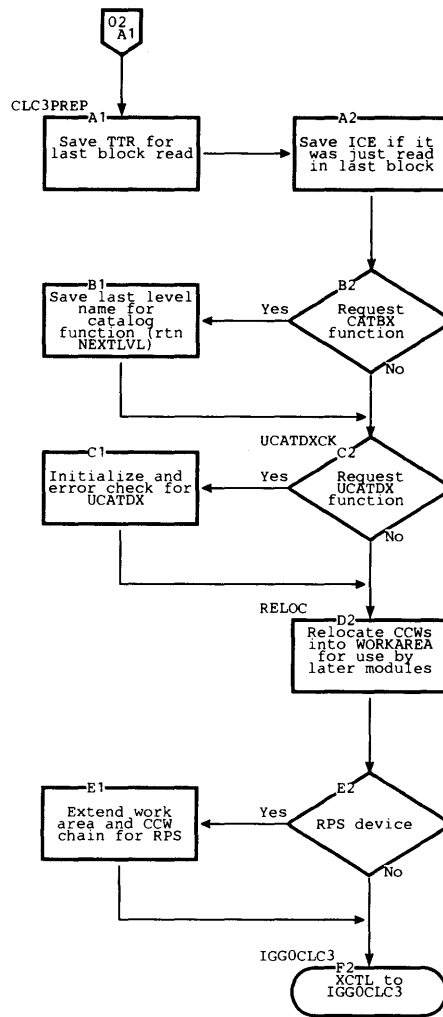 02
A1
CLC3PREP
A1
Save TTR for
last block read
A2
Save ICE if it
was just read
in last block
B1
Save last level
name for
catalog
function (rtn
NEXTLVL)
Yes
B2
Request
CATBX
function
No
UCATDXCK
C1
Initialize and
error check for
UCATDX
Yes
C2
Request
UCATDX
function
No
RELOC
D2
Relocate CCWs
into WORKAREA
for use by
later modules
E1
Extend work
area and CCW
chain for RPS
Yes
E2
RPS device
No
IGG0CLC3
F2
XCTL to
IGG0CLC3